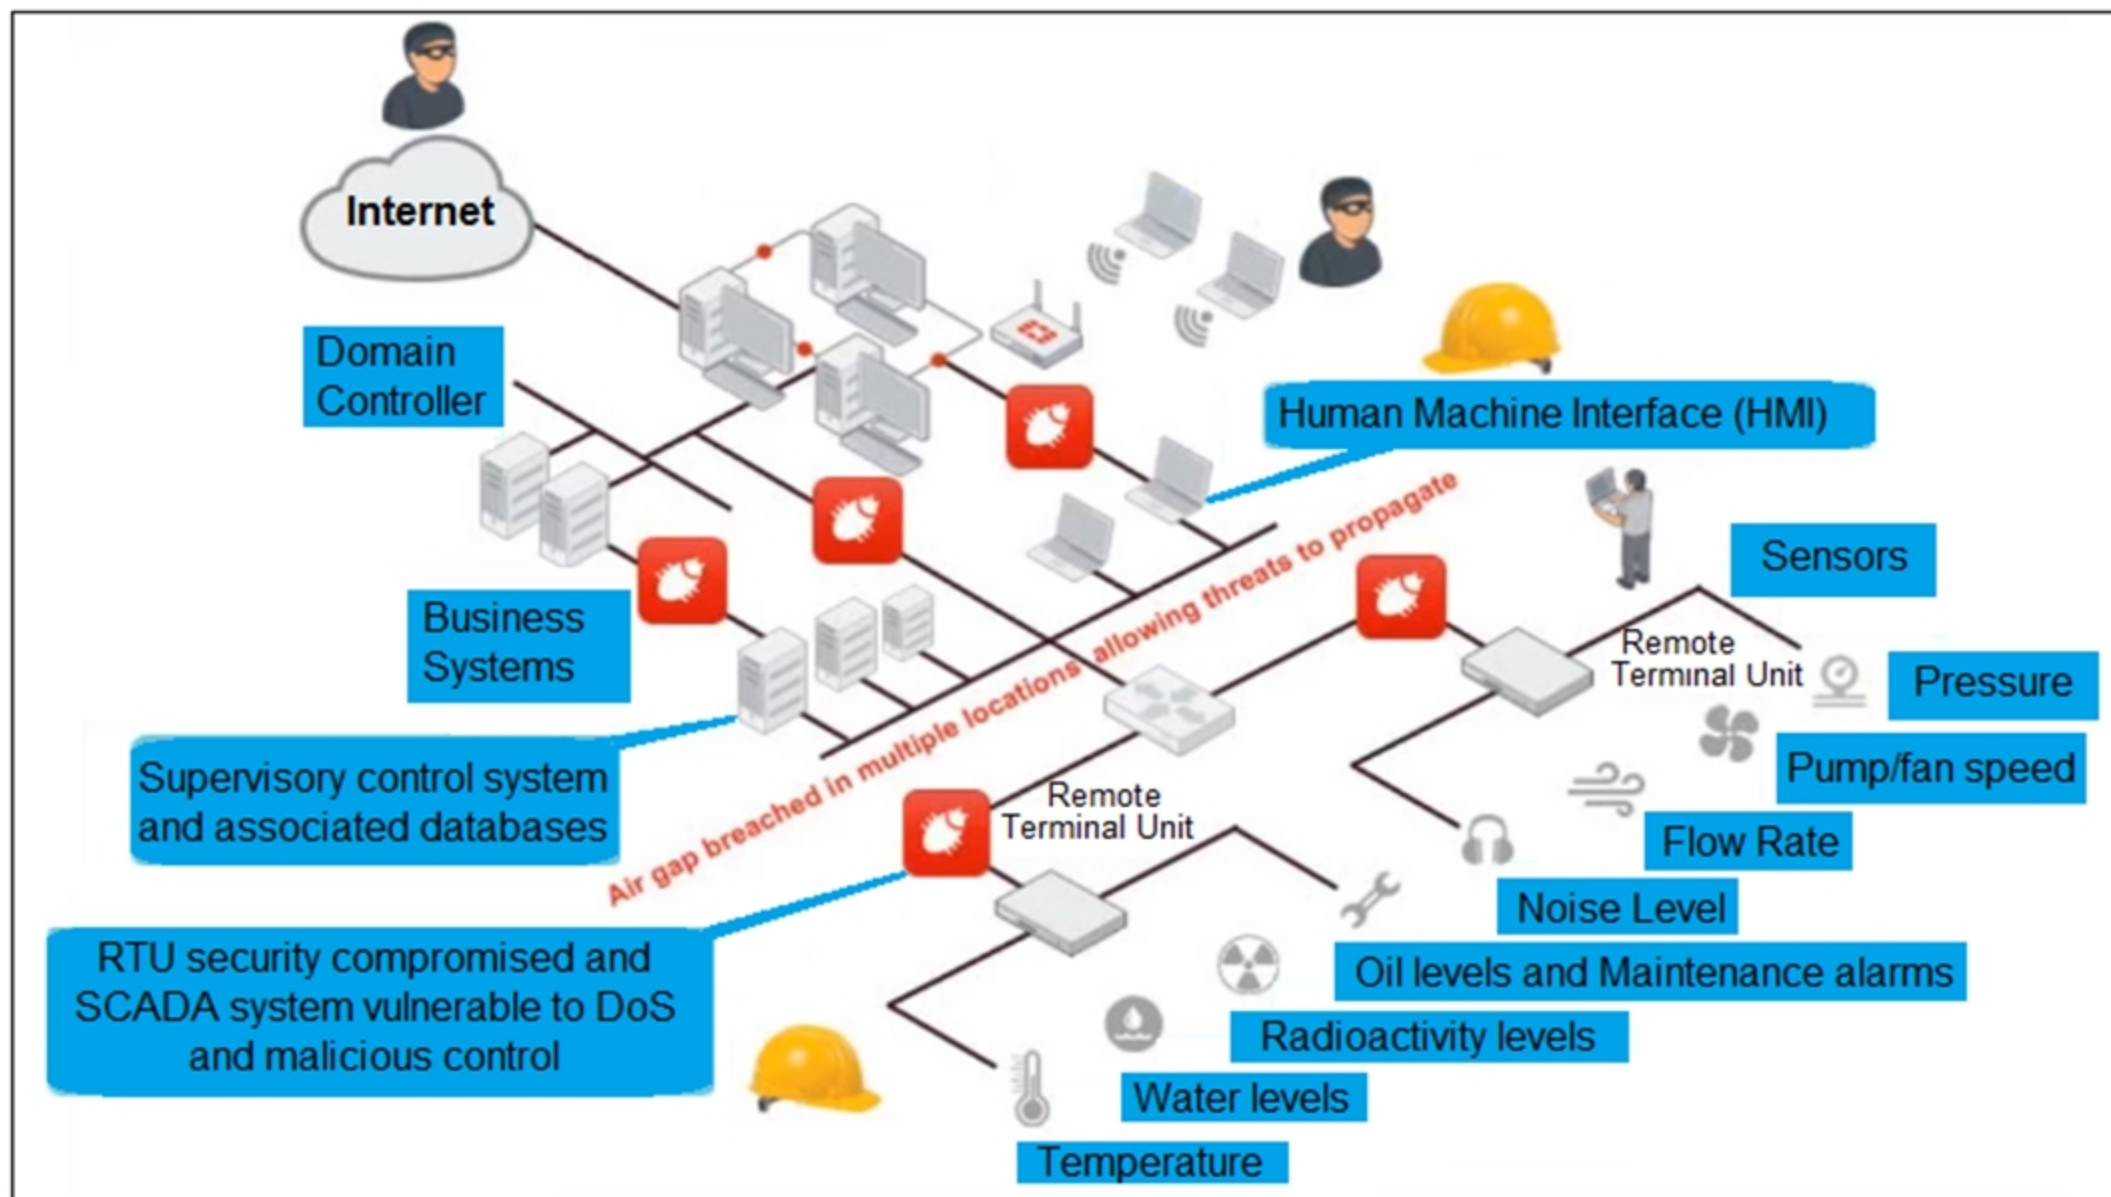 Internet
Domain
Controller
Human Machine Interface (HMI)
Sensors
Business
Systems
Remote
Terminal Unit
Pressure
Air gap breached in multiple locations allowing threats to propagate
Supervisory control system
and associated databases
Pump/fan speed
Remote
Terminal Unit
Flow Rate
Noise Level
RTU security compromised and
SCADA system vulnerable to DoS
and malicious control
Oil levels and Maintenance alarms
Radioactivity levels
Water levels
Temperature